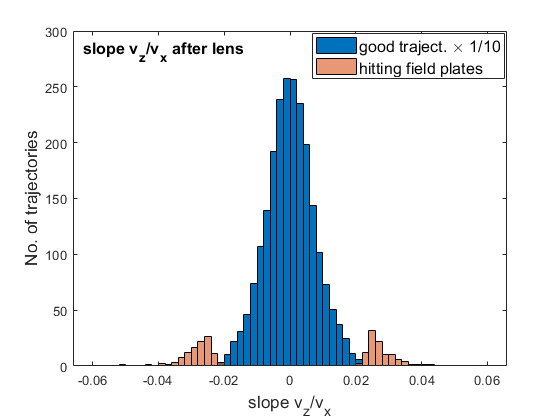 slope v_z/v_x after lens
good traject. × 1/10
hitting field plates
No. of trajectories
300
250
200
150
100
50
0
-0.06 -0.04 -0.02 0 0.02 0.04 0.06
slope v_z/v_x